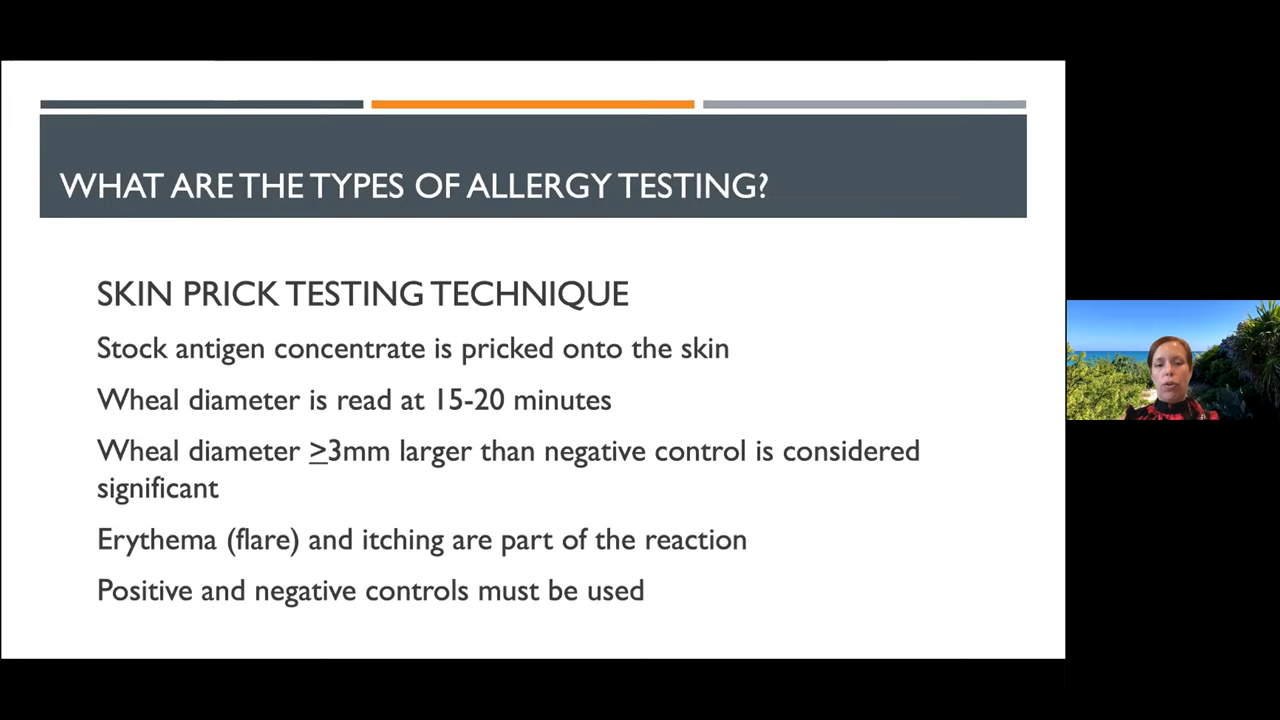 WHAT ARE THE TYPES OF ALLERGY TESTING?
SKIN PRICK TESTING TECHNIQUE
Stock antigen concentrate is pricked onto the skin
Wheal diameter is read at 15-20 minutes
Wheal diameter ≥3mm larger than negative control is considered
significant
Erythema (flare) and itching are part of the reaction
Positive and negative controls must be used